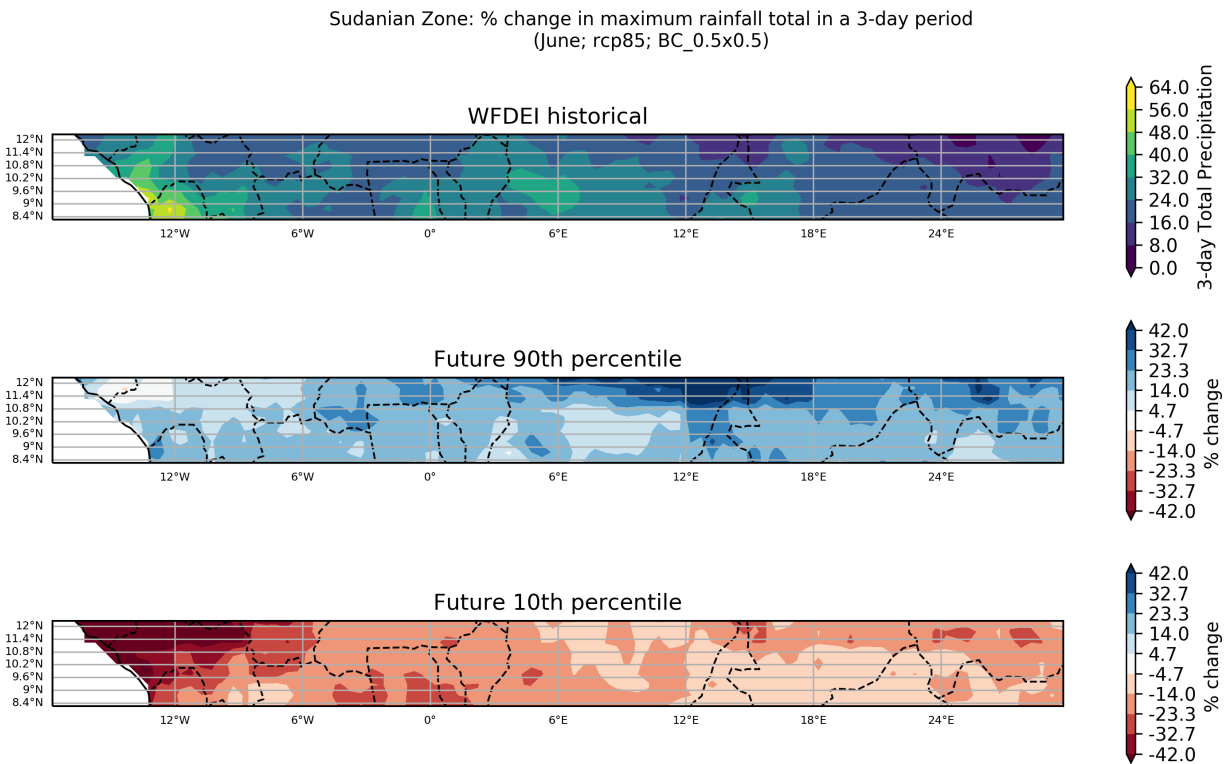 Sudanian Zone: % change in maximum rainfall total in a 3-day period
(June; rcp85; BC_0.5x0.5)
WFDEI historical
12°N
11.4°N
10.8°N
10.2°N
9.6°N
9°N
8.4°N
12°W 6°W 0° 6°E 12°E 18°E 24°E
64.0
56.0
48.0
40.0
32.0
24.0
16.0
8.0
0.0
3-day Total Precipitation
Future 90th percentile
12°N
11.4°N
10.8°N
10.2°N
9.6°N
9°N
8.4°N
12°W 6°W 0° 6°E 12°E 18°E 24°E
42.0
32.7
23.3
14.0
4.7
-4.7
-14.0
-23.3
-32.7
-42.0
% change
Future 10th percentile
12°N
11.4°N
10.8°N
10.2°N
9.6°N
9°N
8.4°N
12°W 6°W 0° 6°E 12°E 18°E 24°E
42.0
32.7
23.3
14.0
4.7
-4.7
-14.0
-23.3
-32.7
-42.0
% change